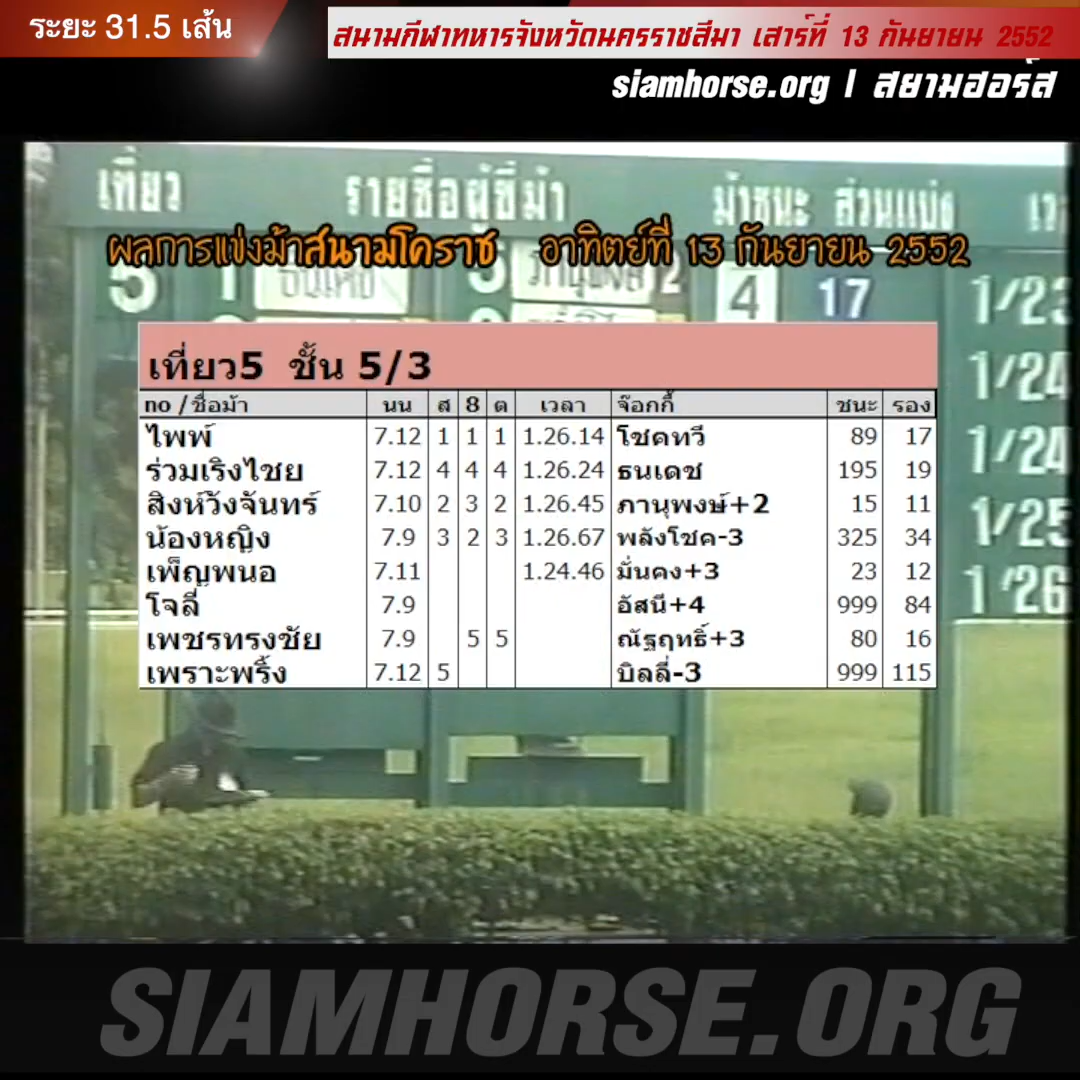 ระยะ 31.5 เส้น
สนามกีฬาทหารจังหวัดนครราชสีมา เสาร์ที่ 13 กันยายน 2552
siamhorse.org | สยามฮอร์ส
เที่ยว รายชื่อผู้ขี่ม้า ม้าชนะ ส่วนแบ่ง
ผลการแข่งม้าสนามโคราช อาทิตย์ที่ 13 กันยายน 2552
5 1 ธนเดช 4 17 1/23
เที่ยว5 ชั้น 5/3
1/24
no /ชื่อม้า นน ส 8 ต เวลา จ๊อกกี้ ชนะ รอง
ไพพ์ 7.12 1 1 1 1.26.14 โชคทวี 89 17
1/24
ร่วมเริงไชย 7.12 4 4 4 1.26.24 ธนเดช 195 19
สิงห์วังจันทร์ 7.10 2 3 2 1.26.45 ภานุพงษ์+2 15 11
1/25
น้องหญิง 7.9 3 2 3 1.26.67 พลังโชค-3 325 34
เพ็ญพนอ 7.11 1.24.46 มั่นคง+3 23 12
1/26
โจลี่ 7.9 อัสนี+4 999 84
เพชรทรงชัย 7.9 5 5 ณัฐฤทธิ์+3 80 16
เพราะพริ้ง 7.12 5 บิลลี่-3 999 115
SIAMHORSE.ORG